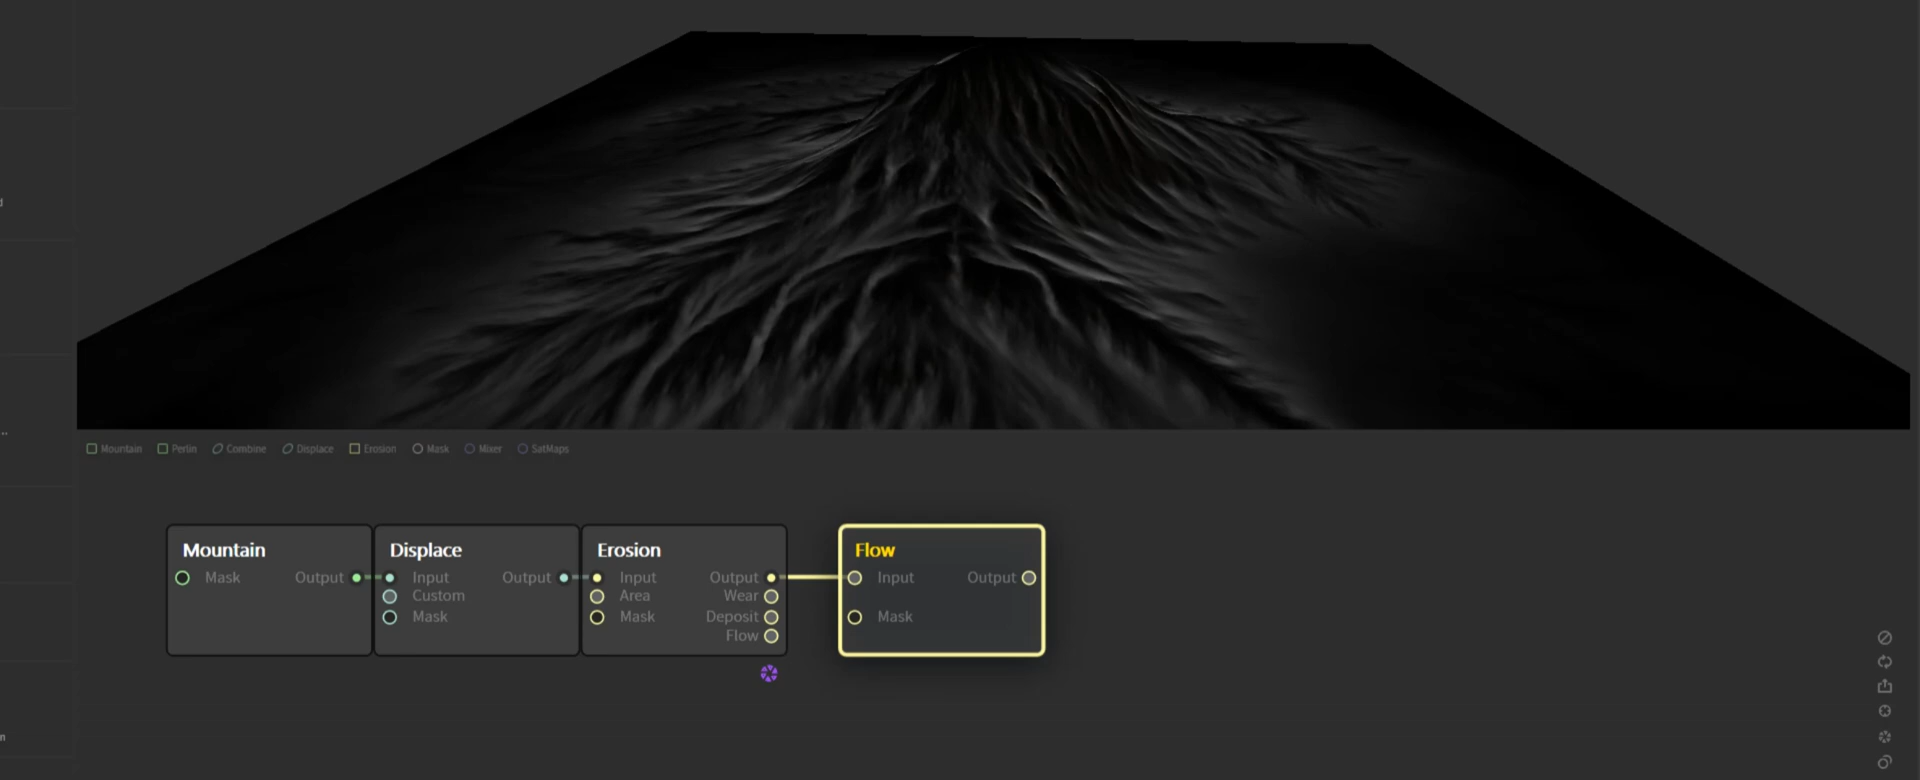 Mountain Perlin Combine Displace Erosion Mask Mixer SatMaps
Mountain
Mask Output
Displace
Input Output
Custom
Mask
Erosion
Input Output
Area Wear
Mask Deposit
Flow
Flow
Input Output
Mask